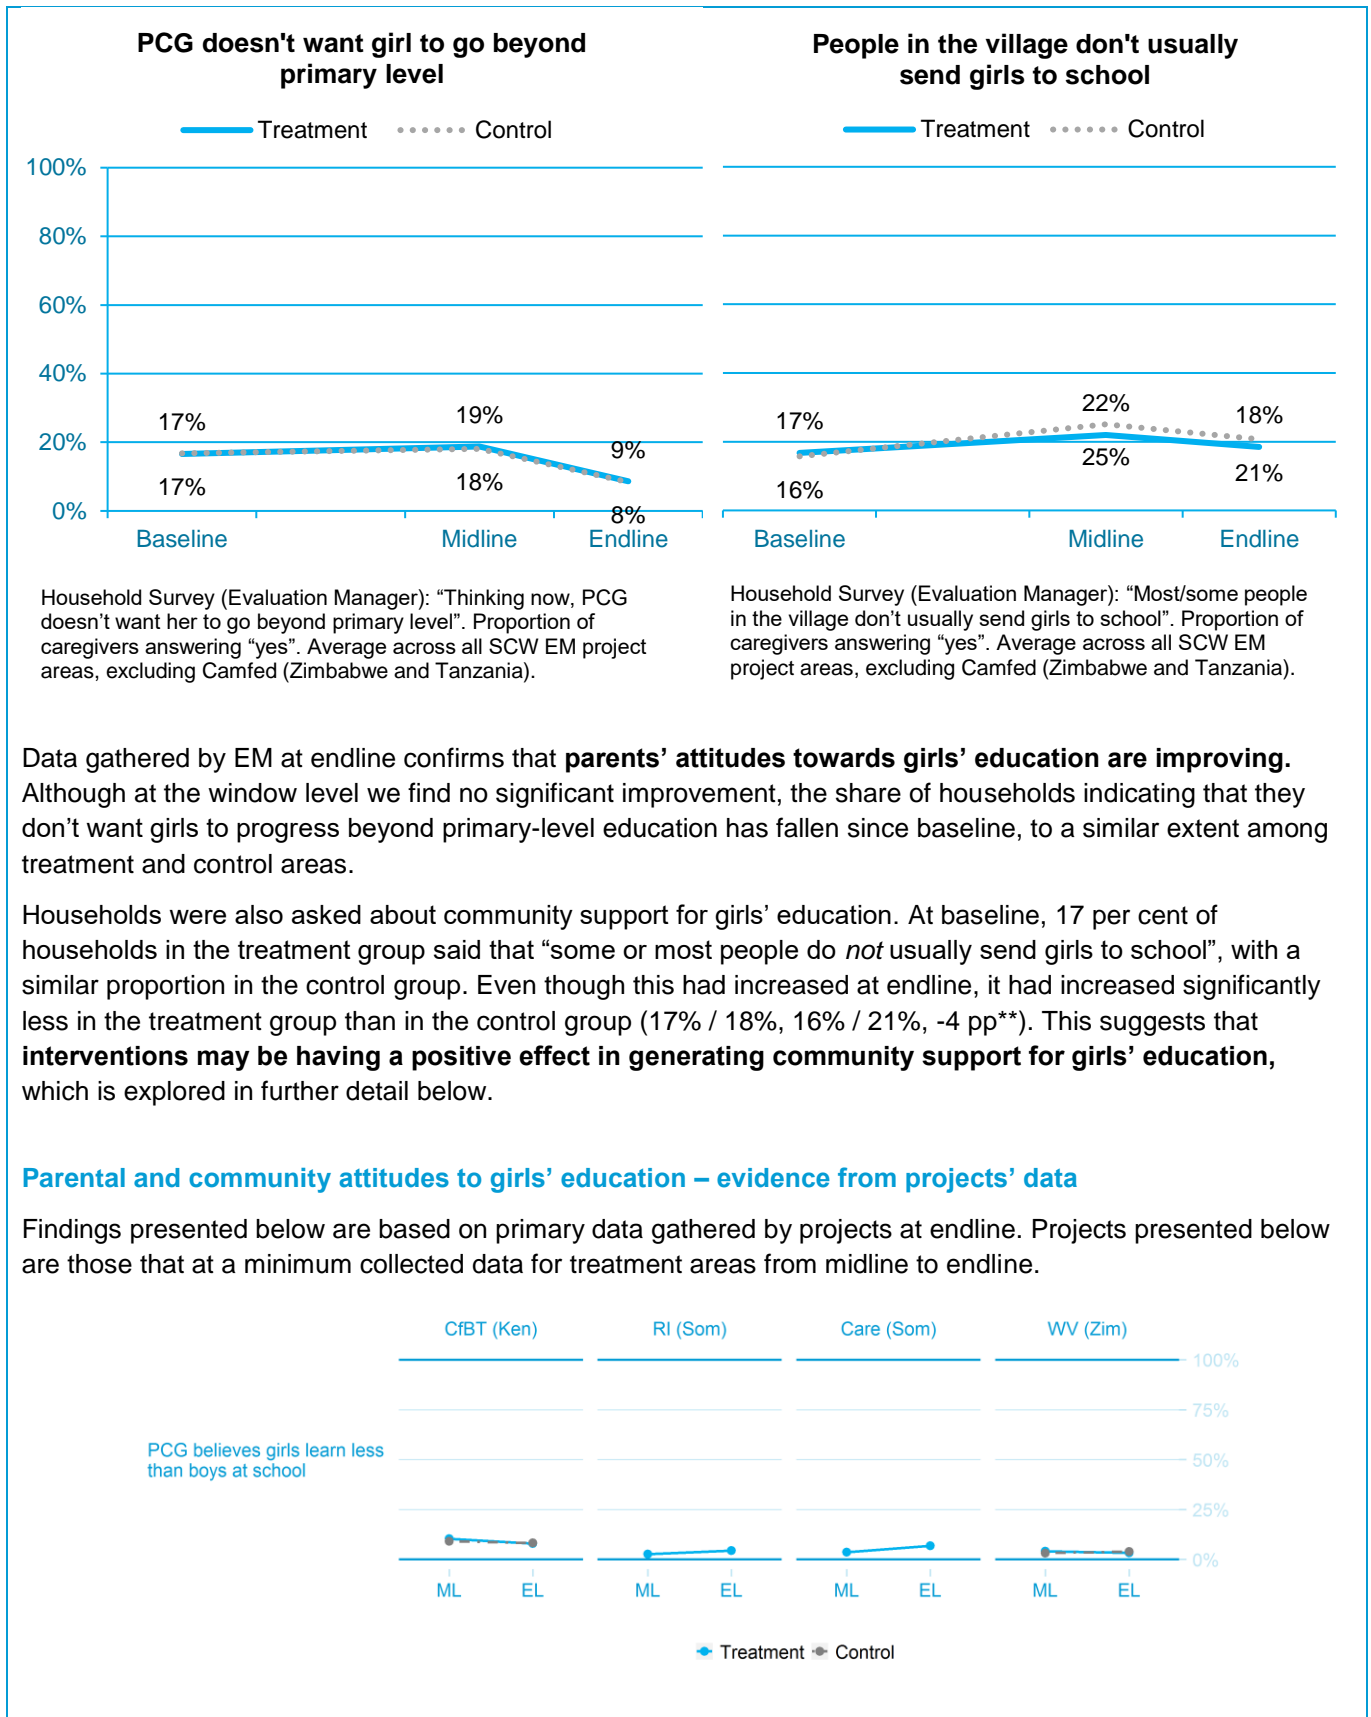 PCG doesn't want girl to go beyond
primary level
Treatment Control
100%
80%
60%
40%
20%
0%
17%
19%
9%
17%
18%
8%
Baseline Midline Endline
Household Survey (Evaluation Manager): “Thinking now, PCG
doesn’t want her to go beyond primary level”. Proportion of
caregivers answering “yes”. Average across all SCW EM project
areas, excluding Camfed (Zimbabwe and Tanzania).
People in the village don't usually
send girls to school
Treatment Control
17%
22%
18%
16%
25%
21%
Baseline Midline Endline
Household Survey (Evaluation Manager): “Most/some people
in the village don’t usually send girls to school”. Proportion of
caregivers answering “yes”. Average across all SCW EM
project areas, excluding Camfed (Zimbabwe and Tanzania).
Data gathered by EM at endline confirms that parents’ attitudes towards girls’ education are improving.
Although at the window level we find no significant improvement, the share of households indicating that they
don’t want girls to progress beyond primary-level education has fallen since baseline, to a similar extent among
treatment and control areas.
Households were also asked about community support for girls’ education. At baseline, 17 per cent of
households in the treatment group said that “some or most people do not usually send girls to school”, with a
similar proportion in the control group. Even though this had increased at endline, it had increased significantly
less in the treatment group than in the control group (17% / 18%, 16% / 21%, -4 pp**). This suggests that
interventions may be having a positive effect in generating community support for girls’ education,
which is explored in further detail below.
Parental and community attitudes to girls’ education – evidence from projects’ data
Findings presented below are based on primary data gathered by projects at endline. Projects presented below
are those that at a minimum collected data for treatment areas from midline to endline.
CfBT (Ken) RI (Som) Care (Som) WV (Zim)
100%
75%
50%
25%
0%
PCG believes girls learn less
than boys at school
ML EL ML EL ML EL ML EL
Treatment Control